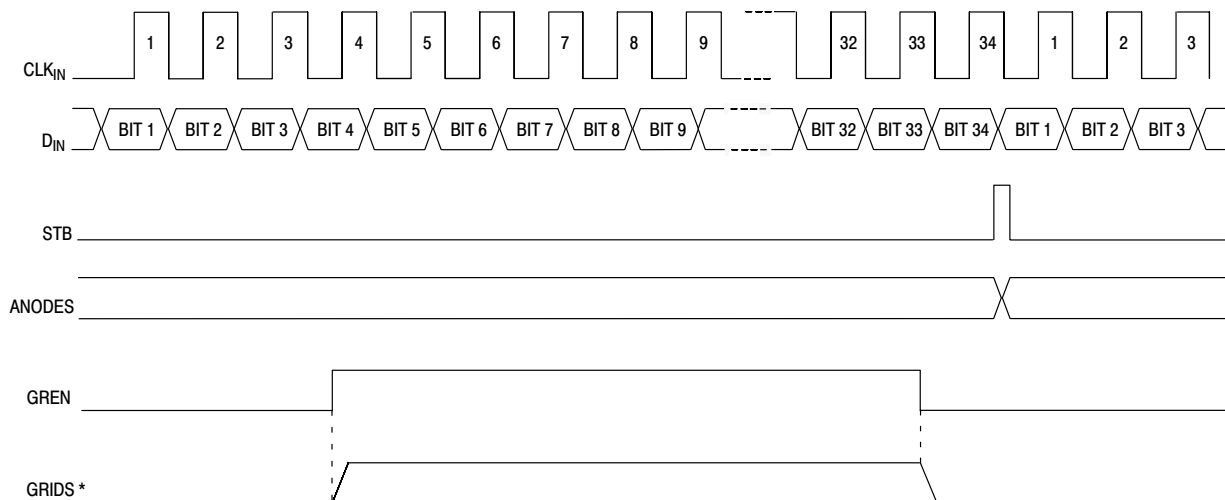 CLKIN 1 2 3 4 5 6 7 8 9 32 33 34 1 2 3
DIN BIT 1 BIT 2 BIT 3 BIT 4 BIT 5 BIT 6 BIT 7 BIT 8 BIT 9 BIT 32 BIT 33 BIT 34 BIT 1 BIT 2 BIT 3
STB
ANODES
GREN
GRIDS *